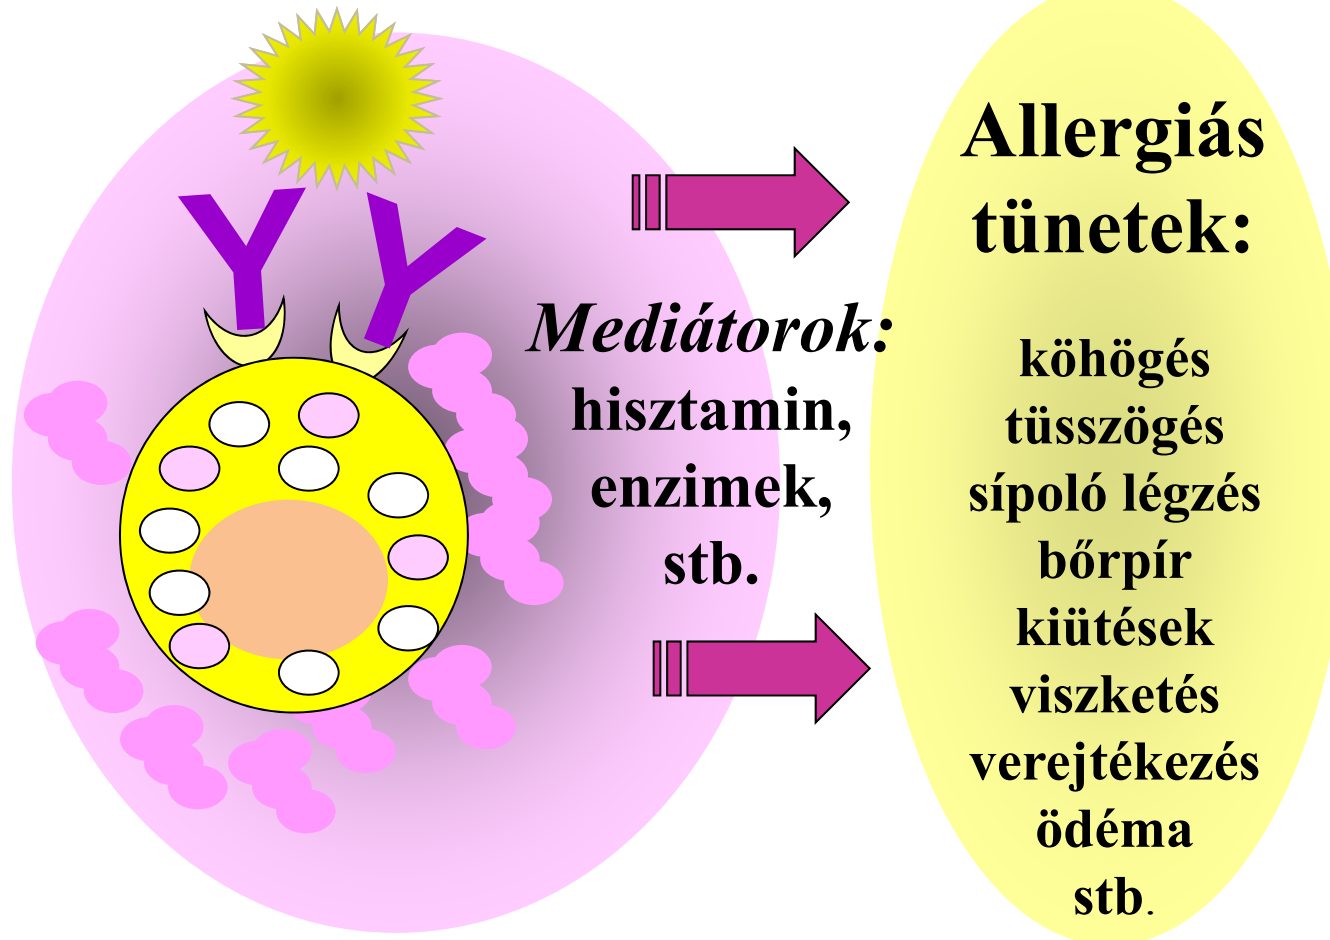 Mediátorok:
hisztamin,
enzimek,
stb.
Allergiás
tünetek:
köhögés
tüsszögés
sípoló légzés
bőrpír
kiütések
viszketés
verejtékezés
ödéma
stb.